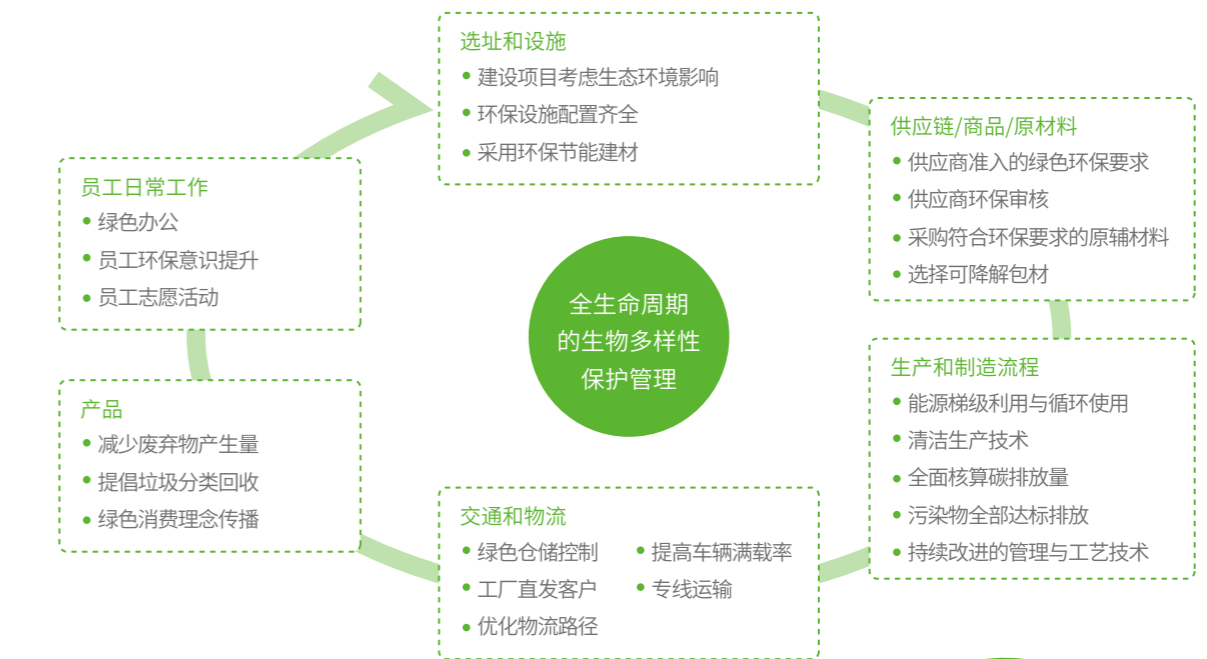 选址和设施
建设项目考虑生态环境影响
环保设施配置齐全
采用环保节能建材
供应链/商品/原材料
供应商准入的绿色环保要求
供应商环保审核
采购符合环保要求的原辅材料
选择可降解包材
生产和制造流程
能源梯级利用与循环使用
清洁生产技术
全面核算碳排放量
污染物全部达标排放
持续改进的管理与工艺技术
交通和物流
绿色仓储控制
提高车辆满载率
工厂直发客户
专线运输
优化物流路径
产品
减少废弃物产生量
提倡垃圾分类回收
绿色消费理念传播
员工日常工作
绿色办公
员工环保意识提升
员工志愿活动
全生命周期
的生物多样性
保护管理